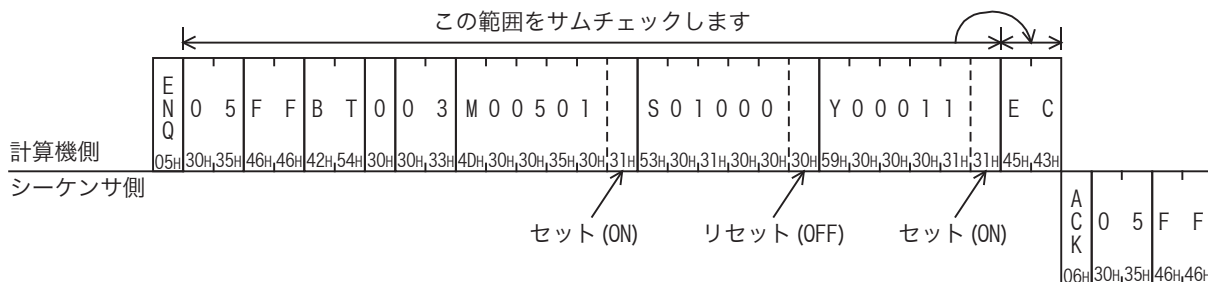 この範囲をサムチェックします
ENQ 0 5 F F B T 0 0 3 M 0 0 5 0 1 S 0 1 0 0 0 Y 0 0 0 1 1 E C
計算機側
05H 30H 35H 46H 46H 42H 54H 30H 30H 33H 4DH 30H 30H 35H 30H 31H 53H 30H 31H 30H 30H 30H 59H 30H 30H 30H 31H 31H 45H 43H
シーケンサ側
セット(ON) リセット(OFF) セット(ON)
ACK 0 5 F F
06H 30H 35H 46H 46H